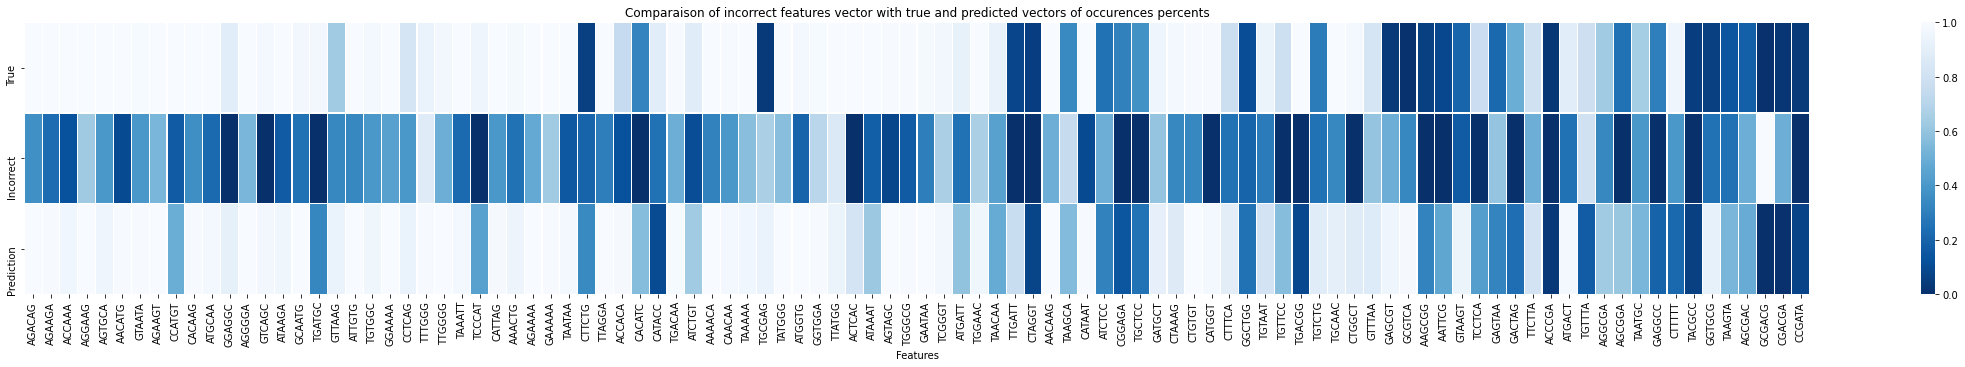 Comparaison of incorrect features vector with true and predicted vectors of occurences percents
True
Incorrect
Prediction
1.0
0.8
0.6
0.4
0.2
0.0
AGACAG
AGAAGA
ACCAAA
AGGAAG
AGTGCA
AACATG
GTAATA
AGAAGT
CCATGT
CACAAG
ATGCAA
GGAGGC
AGGGGA
GTCAGC
ATAAGA
GCAATG
TGATGC
GTTAAG
ATTGTG
TGTGGC
GGAAAA
CCTCAG
TTTGGG
TTGGGG
TAAATT
TCCCAT
CATTAG
AAACTG
AGAAAA
GAAAAA
TAATAA
CTTCTG
TTAGGA
ACCACA
CACATC
CATACC
TGACAA
ATCTGT
AAAACA
CAACAA
TAAAAA
TGCGAG
TATGGG
ATGGTG
GGTGGA
TTATGG
ACTCAC
ATAAAT
AGTAGC
TGGGCG
GAATAA
TCGGGT
ATGATT
TGGAAC
TAACAA
TTGATT
CTAGGT
AACAAG
TAAGCA
CATAAT
ATCTCC
CGGAGA
TGCTCC
GATGCT
CTAAAG
CTGTGT
CATGGT
CTTTCA
GGCTGG
TGTAAT
TGTTCC
TGACGG
TGTCTG
TGCAAC
CTGGCT
GTTTAA
GAGCGT
GCGTCA
AAGCGG
AATTCG
GTAAGT
TCCTCA
GAGTAA
GACTAG
TTCTTA
ACCCGA
ATGACT
TGTTTA
AGGCGA
AGCGGA
TAATGC
GAGGCC
CTTTTT
TACGCC
GGTGCG
TAAGTA
AGCGAC
GCGACG
CGACGA
CCGATA
Features